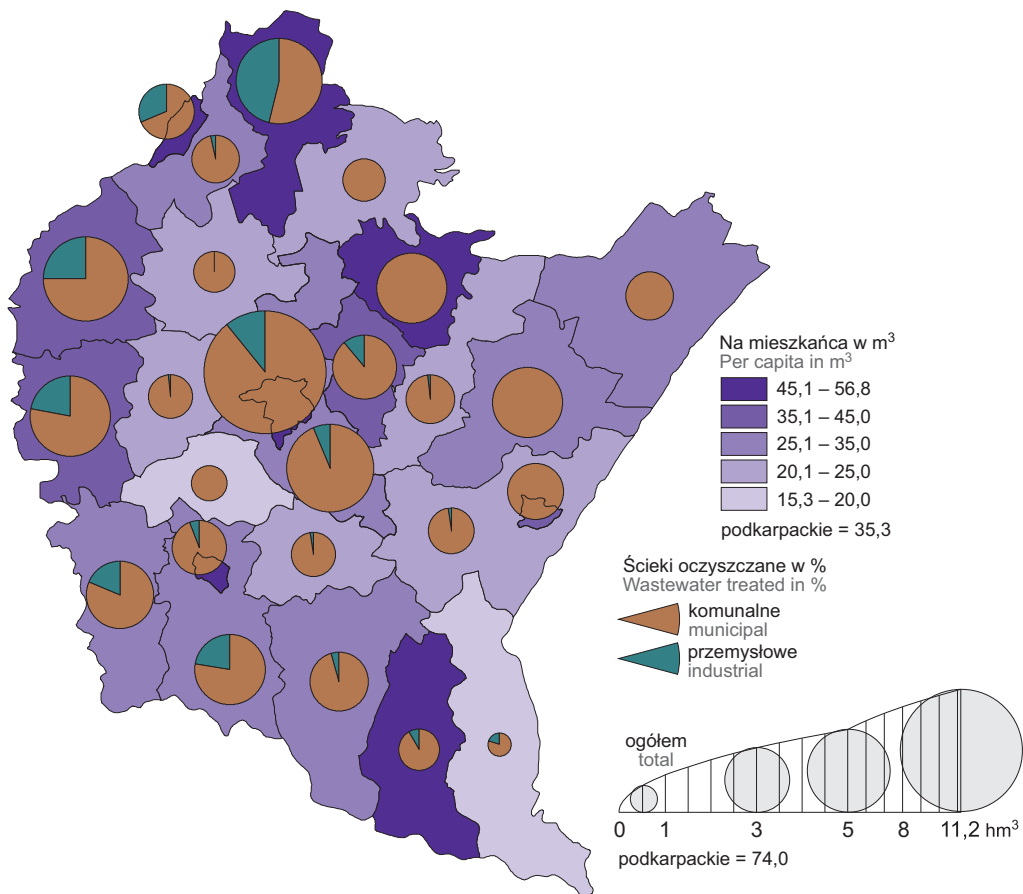 Na mieszkańca w m³
Per capita in m³
45,1 – 56,8
35,1 – 45,0
25,1 – 35,0
20,1 – 25,0
15,3 – 20,0
podkarpackie = 35,3
Ścieki oczyszczane w %
Wastewater treated in %
komunalne
municipal
przemysłowe
industrial
ogółem
total
0 1 3 5 8 11,2 hm³
podkarpackie = 74,0